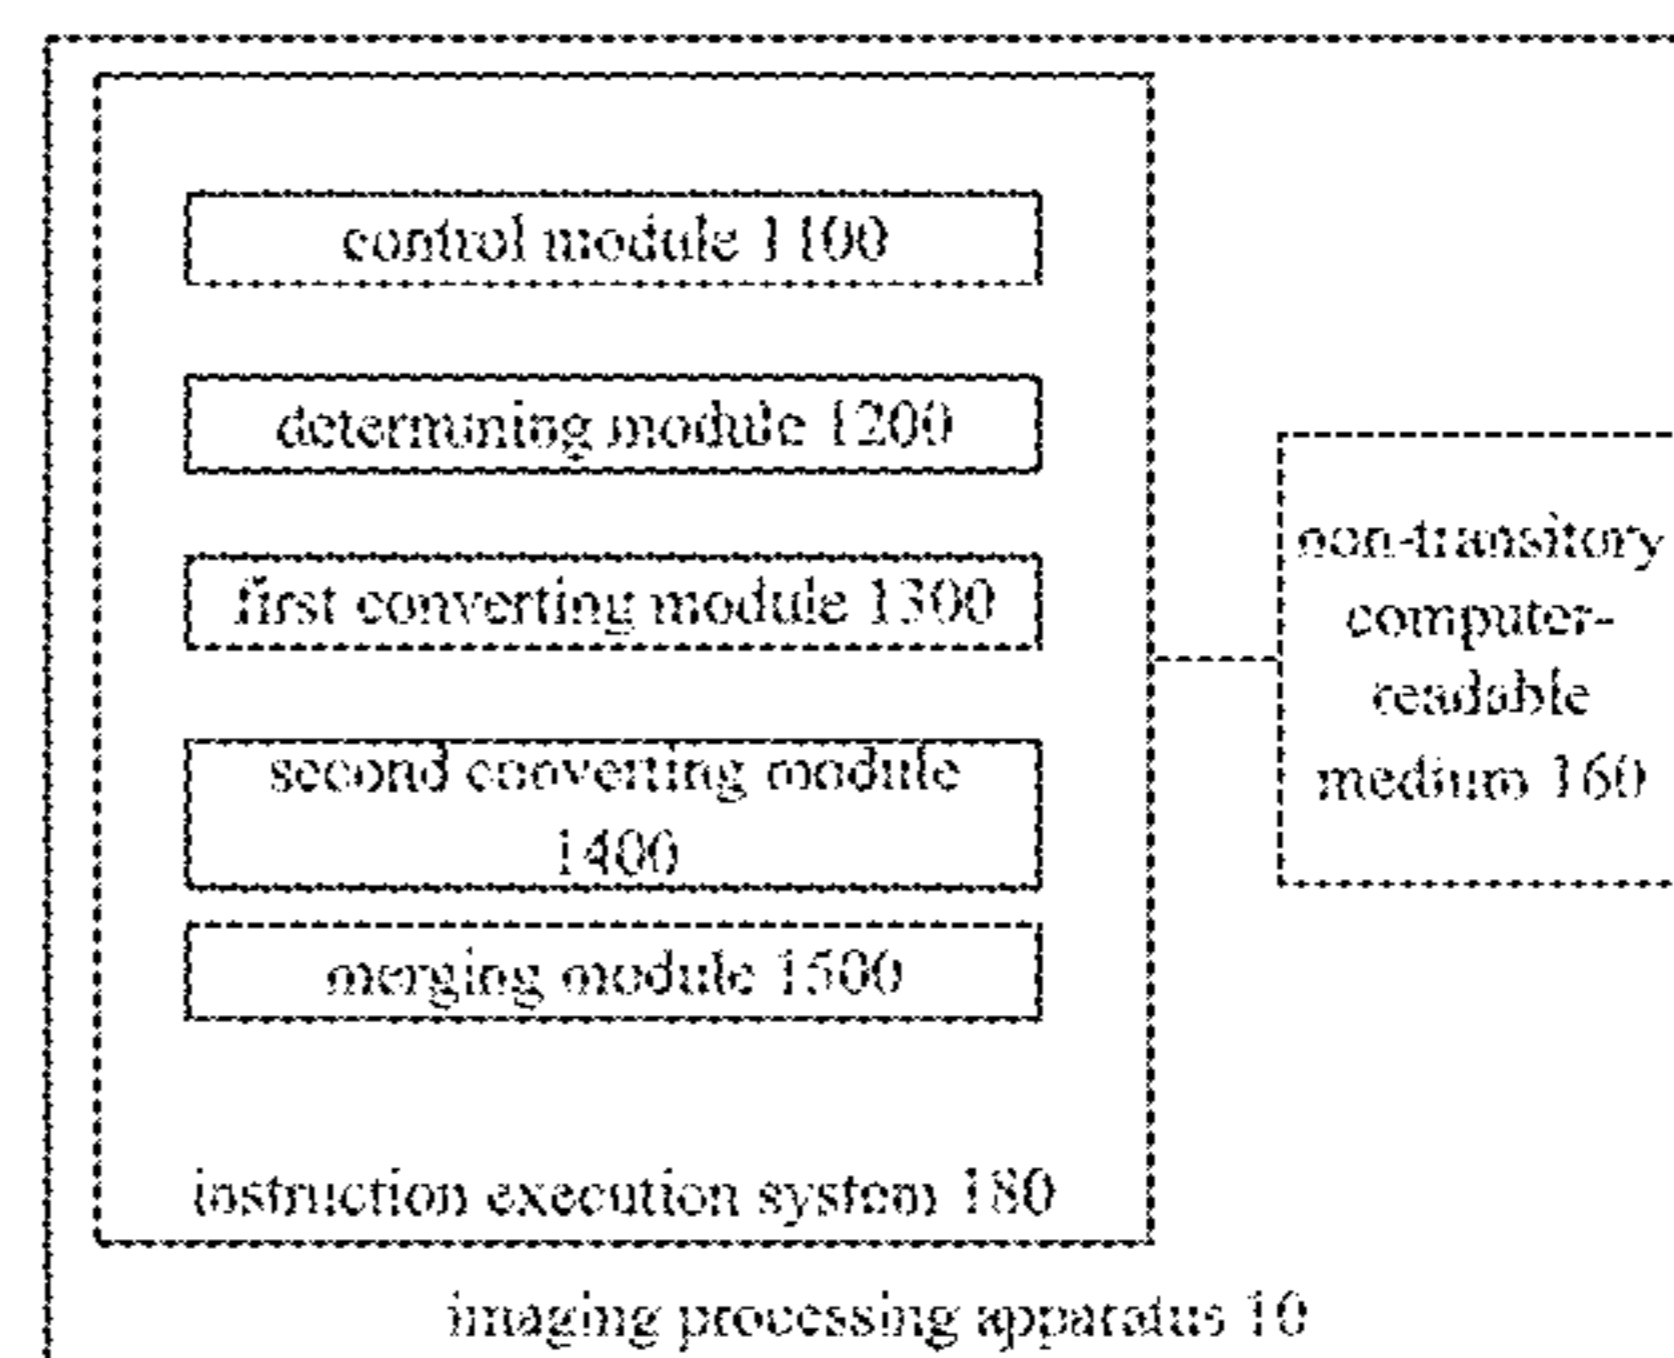 control module 1100
determining module 1200
first converting module 1300
second converting module
1400
merging module 1500
instruction execution system 180
imaging processing apparatus 10
non-transitory
computer-
readable
medium 160